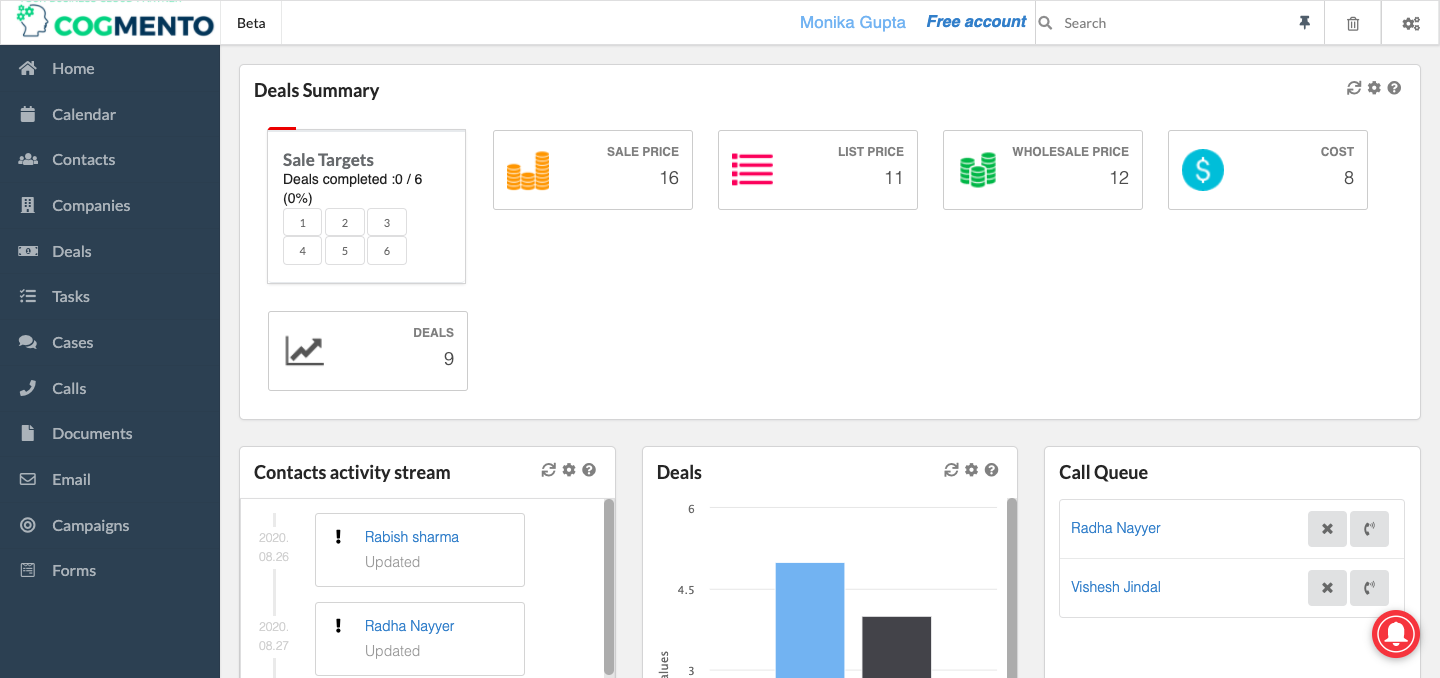 COGMENTO
Beta
Monika Gupta
Free account
Search
Home
Calendar
Contacts
Companies
Deals
Tasks
Cases
Calls
Documents
Email
Campaigns
Forms
Deals Summary
Sale Targets
Deals completed :0 / 6
(0%)
1 2 3
4 5 6
SALE PRICE
16
LIST PRICE
11
WHOLESALE PRICE
12
COST
8
DEALS
9
Contacts activity stream
2020.
08.26
Rabish sharma
Updated
2020.
08.27
Radha Nayyer
Updated
Deals
6
4.5
3
alues
Call Queue
Radha Nayyer
Vishesh Jindal